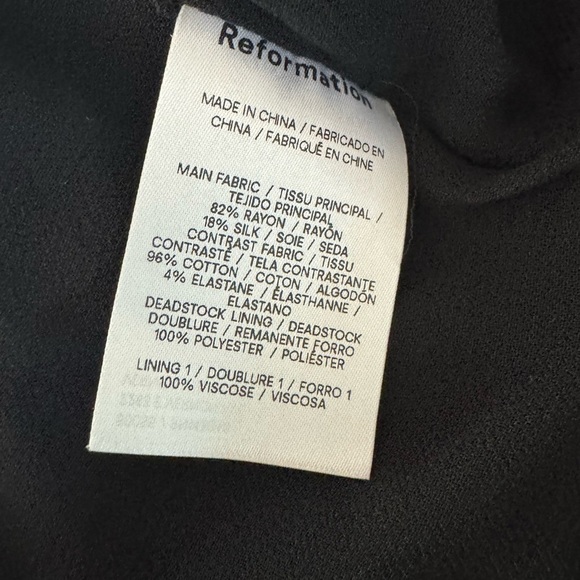 Reformation
MADE IN CHINA / FABRICADO EN
CHINA / FABRIQUÉ EN CHINE
MAIN FABRIC / TISSU PRINCIPAL /
TEJIDO PRINCIPAL
82% RAYON / RAYÓN
18% SILK / SOIE / SEDA
CONTRAST FABRIC / TISSU
CONTRASTÉ / TELA CONTRASTANTE
96% COTTON / COTON / ALGODÓN
4% ELASTANE / ÉLASTHANNE /
ELASTANO
DEADSTOCK LINING / DEADSTOCK
DOUBLURE / REMANENTE FORRO
100% POLYESTER / POLIÉSTER
LINING 1 / DOUBLURE 1 / FORRO 1
100% VISCOSE / VISCOSA